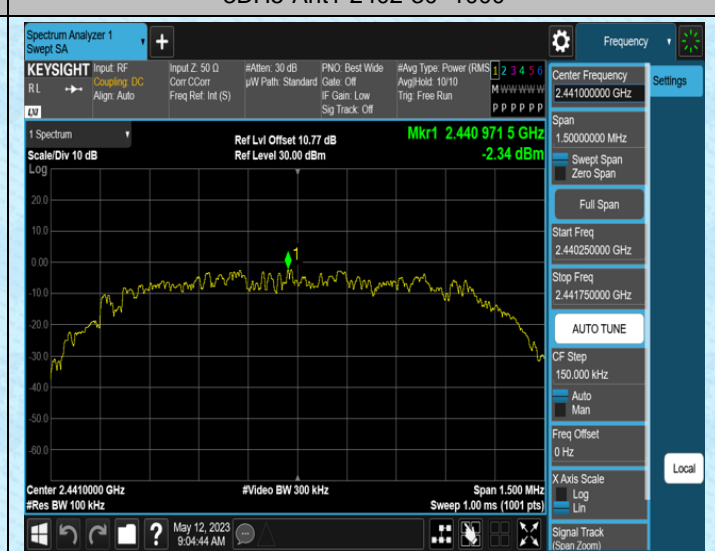 Spectrum Analyzer 1
Swept SA
+
Frequency
KEYSIGHT
R L
LXI
Input: RF
Coupling: DC
Align: Auto
Input Z: 50 Ω
Corr CCorr
Freq Ref: Int (S)
#Atten: 30 dB
µW Path: Standard
PNO: Best Wide
Gate: Off
IF Gain: Low
Sig Track: Off
#Avg Type: Power (RMS
Avg|Hold: 10/10
Trig: Free Run
1 2 3 4 5 6
M W W W W W
P P P P P P
Center Frequency
2.441000000 GHz
Settings
Span
1.50000000 MHz
Swept Span
Zero Span
Full Span
Start Freq
2.440250000 GHz
Stop Freq
2.441750000 GHz
AUTO TUNE
CF Step
150.000 kHz
Auto
Man
Freq Offset
0 Hz
X Axis Scale
Log
Lin
Signal Track
(Span Zoom)
Local
1 Spectrum
Scale/Div 10 dB
Log
Ref Lvl Offset 10.77 dB
Ref Level 30.00 dBm
Mkr1 2.440 971 5 GHz
-2.34 dBm
20.0
10.0
0.00
-10.0
-20.0
-30.0
-40.0
-50.0
-60.0
1
Center 2.4410000 GHz
#Res BW 100 kHz
#Video BW 300 kHz
Span 1.500 MHz
Sweep 1.00 ms (1001 pts)
?
May 12, 2023
9:04:44 AM